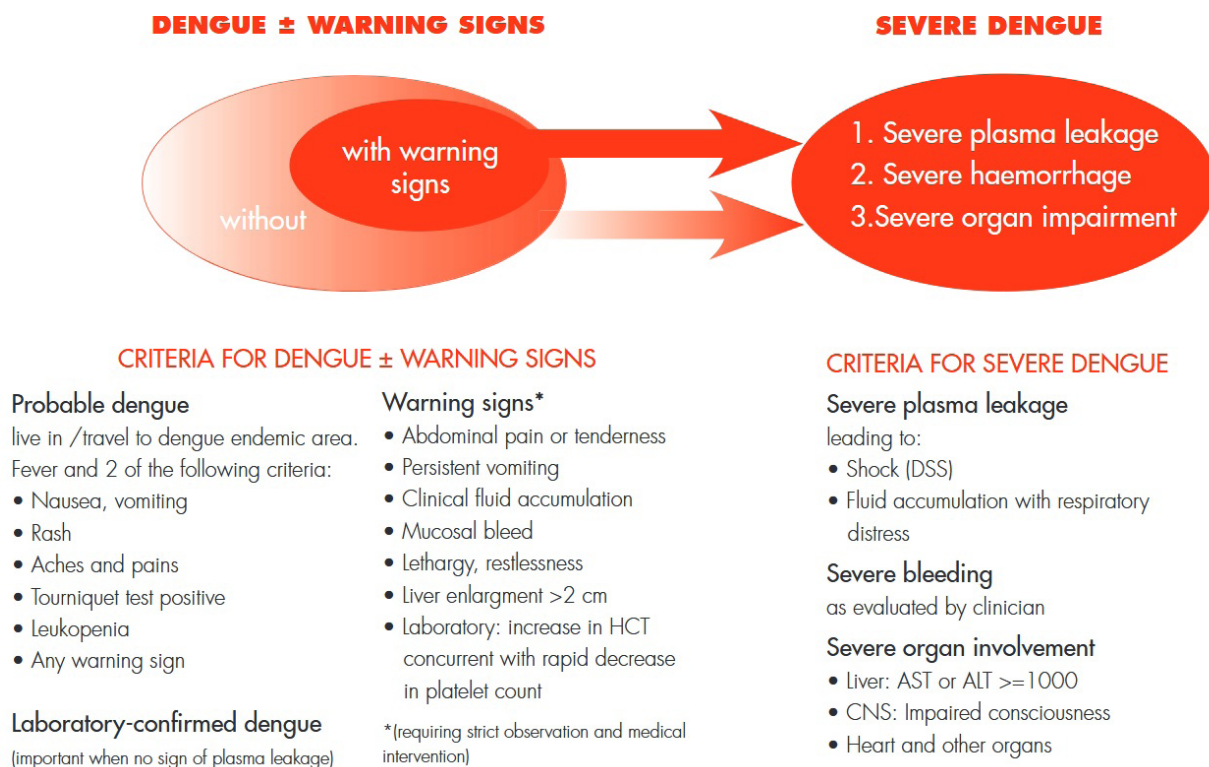 DENGUE ± WARNING SIGNS
SEVERE DENGUE
with warning
signs
without
1. Severe plasma leakage
2. Severe haemorrhage
3.Severe organ impairment
CRITERIA FOR DENGUE ± WARNING SIGNS
Probable dengue
live in /travel to dengue endemic area.
Fever and 2 of the following criteria:
• Nausea, vomiting
• Rash
• Aches and pains
• Tourniquet test positive
• Leukopenia
• Any warning sign
Laboratory-confirmed dengue
(important when no sign of plasma leakage)
Warning signs*
• Abdominal pain or tenderness
• Persistent vomiting
• Clinical fluid accumulation
• Mucosal bleed
• Lethargy, restlessness
• Liver enlargment >2 cm
• Laboratory: increase in HCT
concurrent with rapid decrease
in platelet count
*(requiring strict observation and medical
intervention)
CRITERIA FOR SEVERE DENGUE
Severe plasma leakage
leading to:
• Shock (DSS)
• Fluid accumulation with respiratory
distress
Severe bleeding
as evaluated by clinician
Severe organ involvement
• Liver: AST or ALT >=1000
• CNS: Impaired consciousness
• Heart and other organs